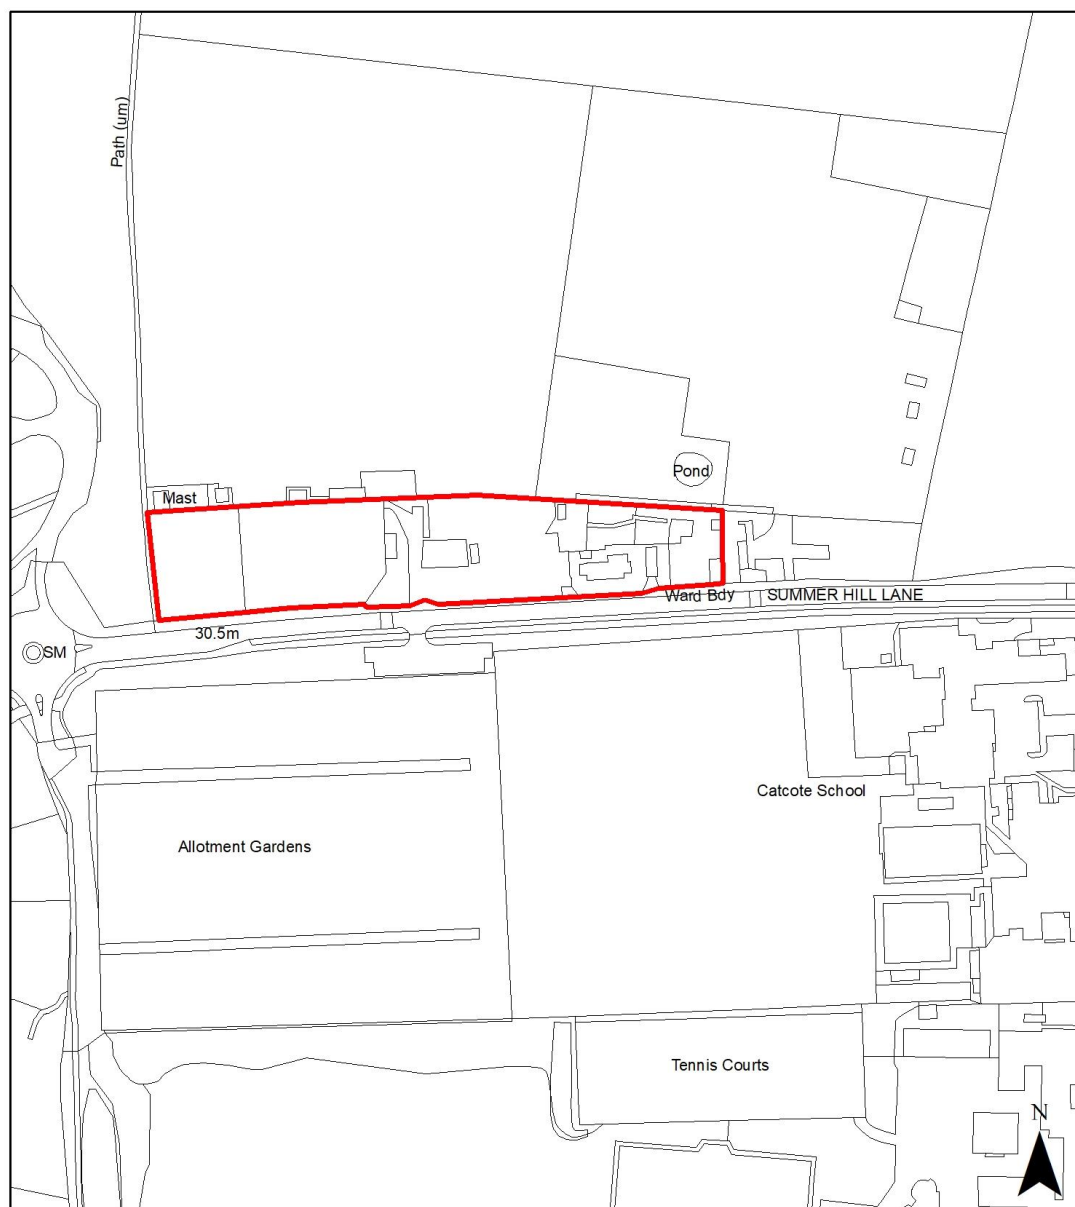 Path (um)
Pond
Mast
Ward Bdy
SUMMER HILL LANE
30.5m
SM
Catcote School
Allotment Gardens
Tennis Courts
N